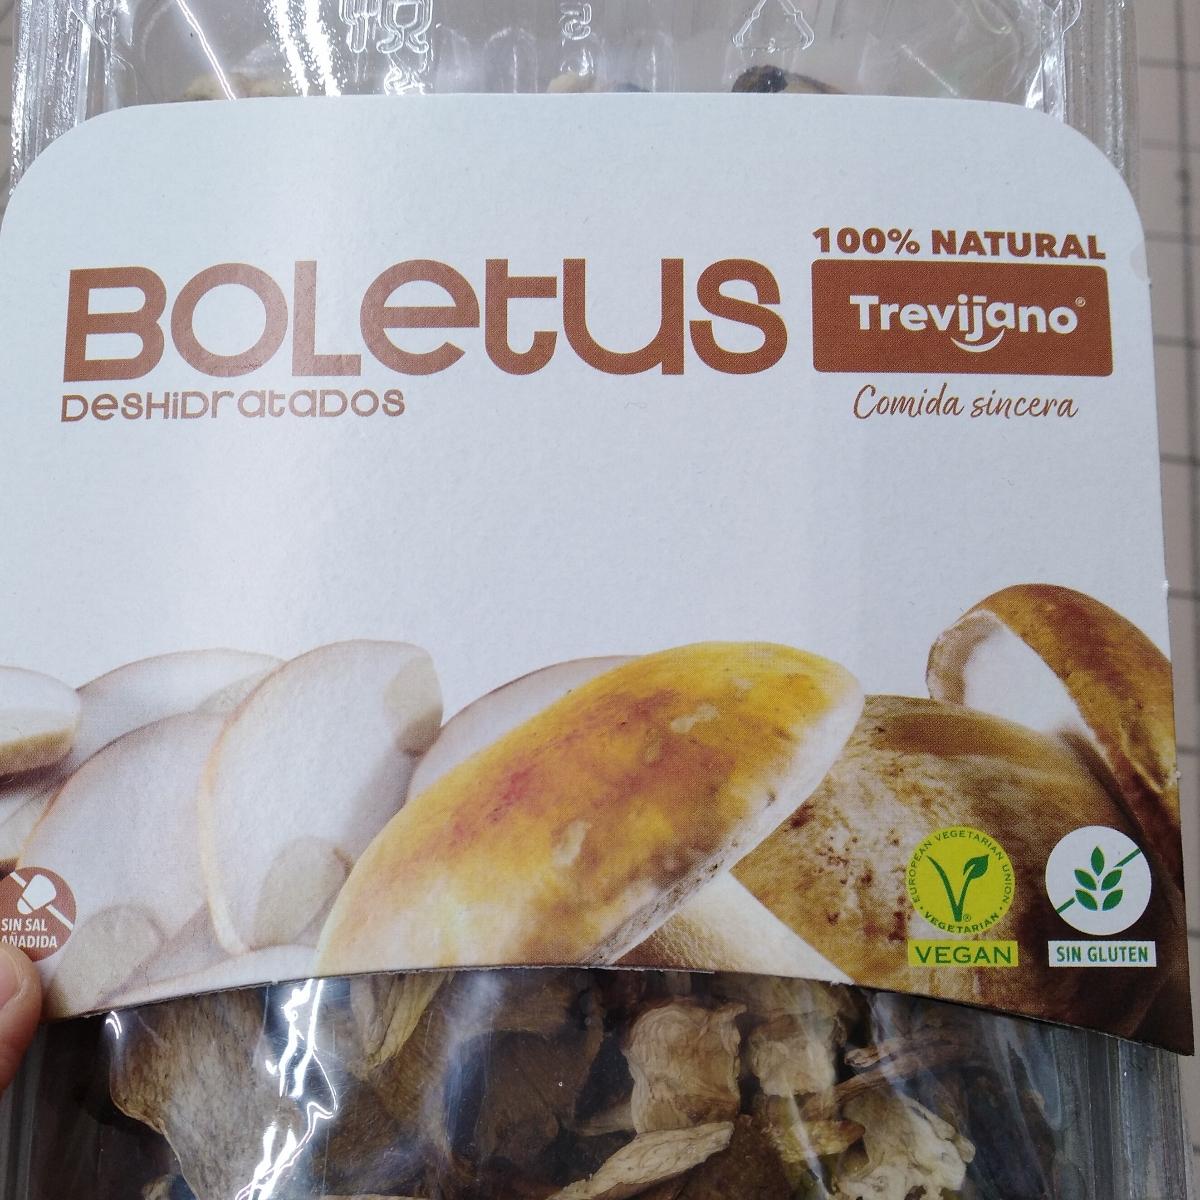 BOLETUS
DESHIDRATADOS
100% NATURAL
Trevijano®
Comida sincera
SIN SAL
AÑADIDA
EUROPEAN VEGETARIAN UNION
VEGETARIAN
VEGAN
SIN GLUTEN